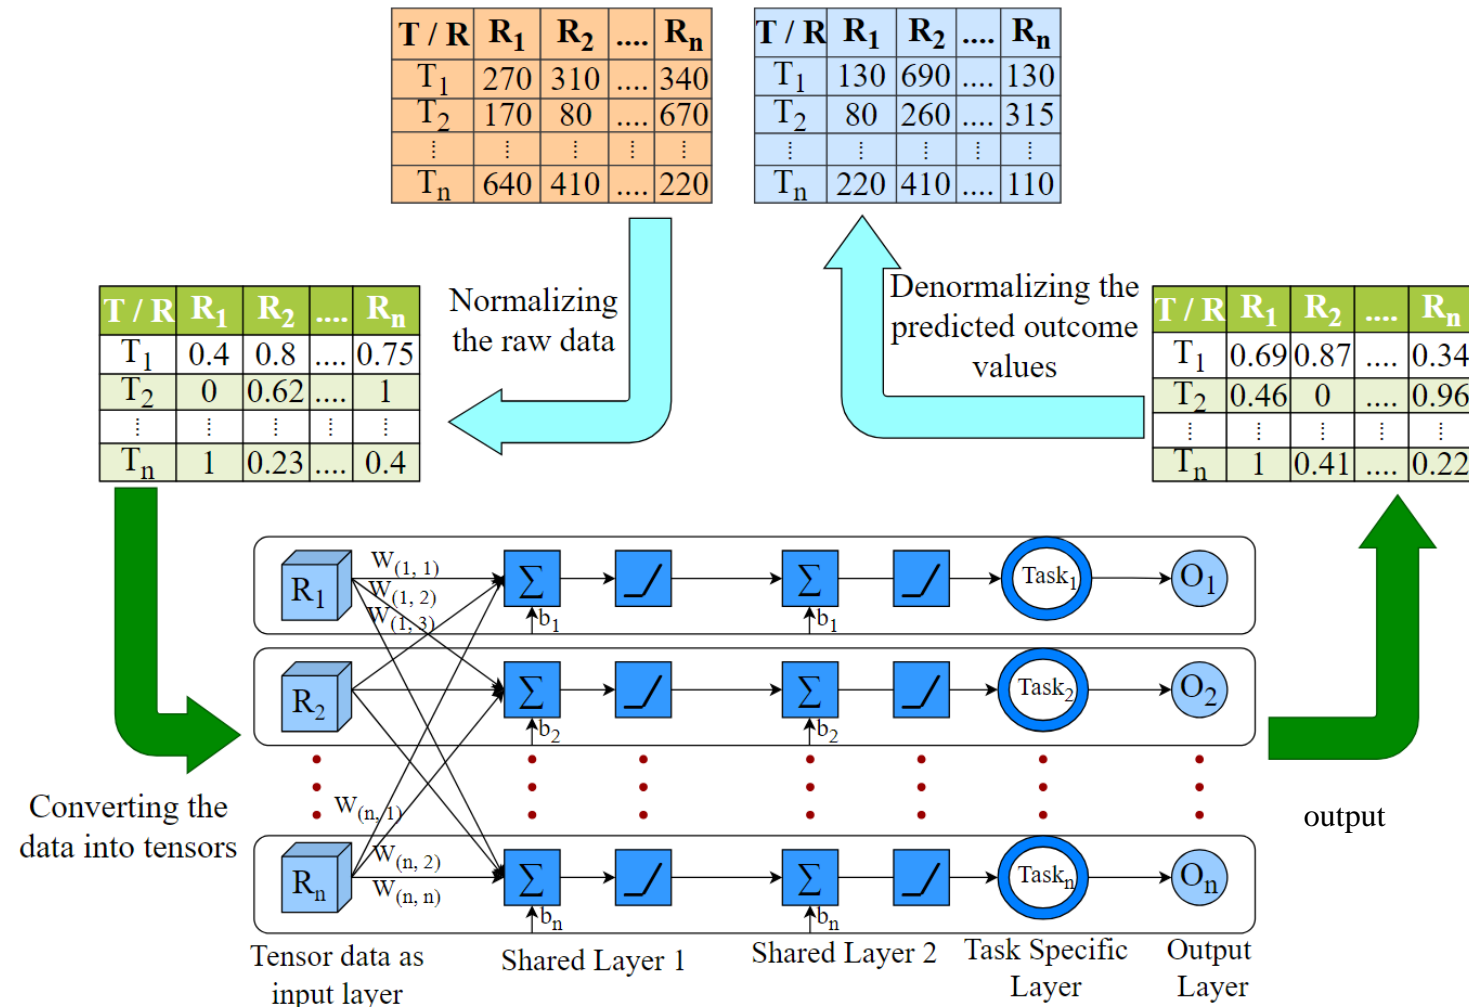 T / R R1 R2 .... Rn
T1 270 310 .... 340
T2 170 80 .... 670
⋮ ⋮ ⋮ ⋮ ⋮
Tn 640 410 .... 220
T / R R1 R2 .... Rn
T1 130 690 .... 130
T2 80 260 .... 315
⋮ ⋮ ⋮ ⋮ ⋮
Tn 220 410 .... 110
Normalizing
the raw data
Denormalizing the
predicted outcome
values
T / R R1 R2 .... Rn
T1 0.4 0.8 .... 0.75
T2 0 0.62 .... 1
⋮ ⋮ ⋮ ⋮ ⋮
Tn 1 0.23 .... 0.4
T / R R1 R2 .... Rn
T1 0.69 0.87 .... 0.34
T2 0.46 0 .... 0.96
⋮ ⋮ ⋮ ⋮ ⋮
Tn 1 0.41 .... 0.22
Converting the
data into tensors
output
R1 W(1, 1) Σ b1 Σ b1 Task1 O1
W(1, 2)
W(1, 3)
R2 Σ b2 Σ b2 Task2 O2
W(n, 1)
W(n, 2)
Rn W(n, n) Σ bn Σ bn Taskn On
Tensor data as
input layer
Shared Layer 1
Shared Layer 2
Task Specific
Layer
Output
Layer